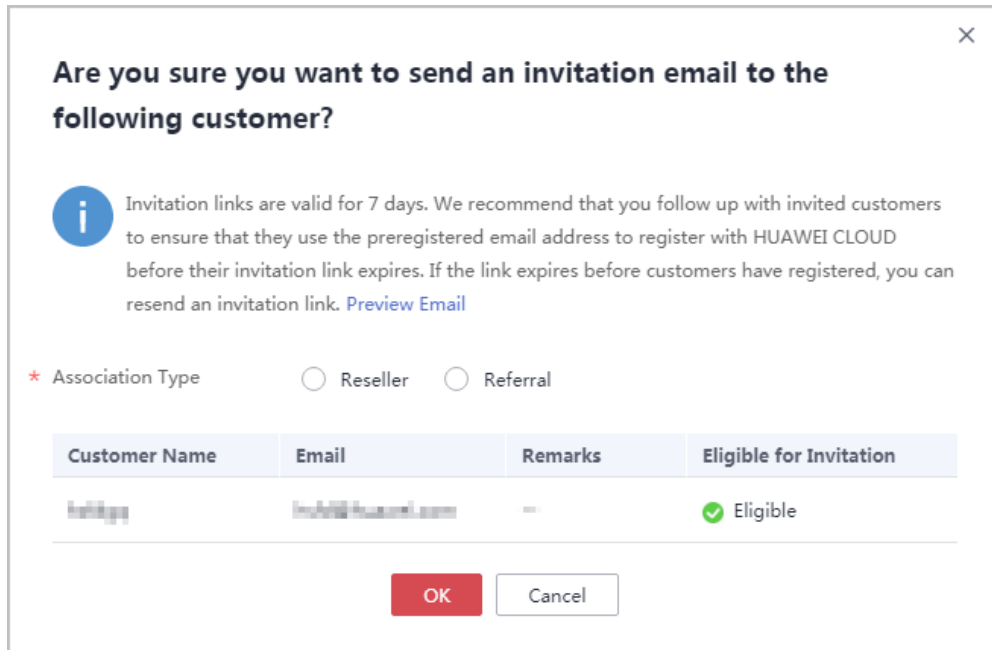 Are you sure you want to send an invitation email to the
following customer?
Invitation links are valid for 7 days. We recommend that you follow up with invited customers
to ensure that they use the preregistered email address to register with HUAWEI CLOUD
before their invitation link expires. If the link expires before customers have registered, you can
resend an invitation link. Preview Email
* Association Type Reseller Referral
Customer Name Email Remarks Eligible for Invitation
Eligible
OK Cancel